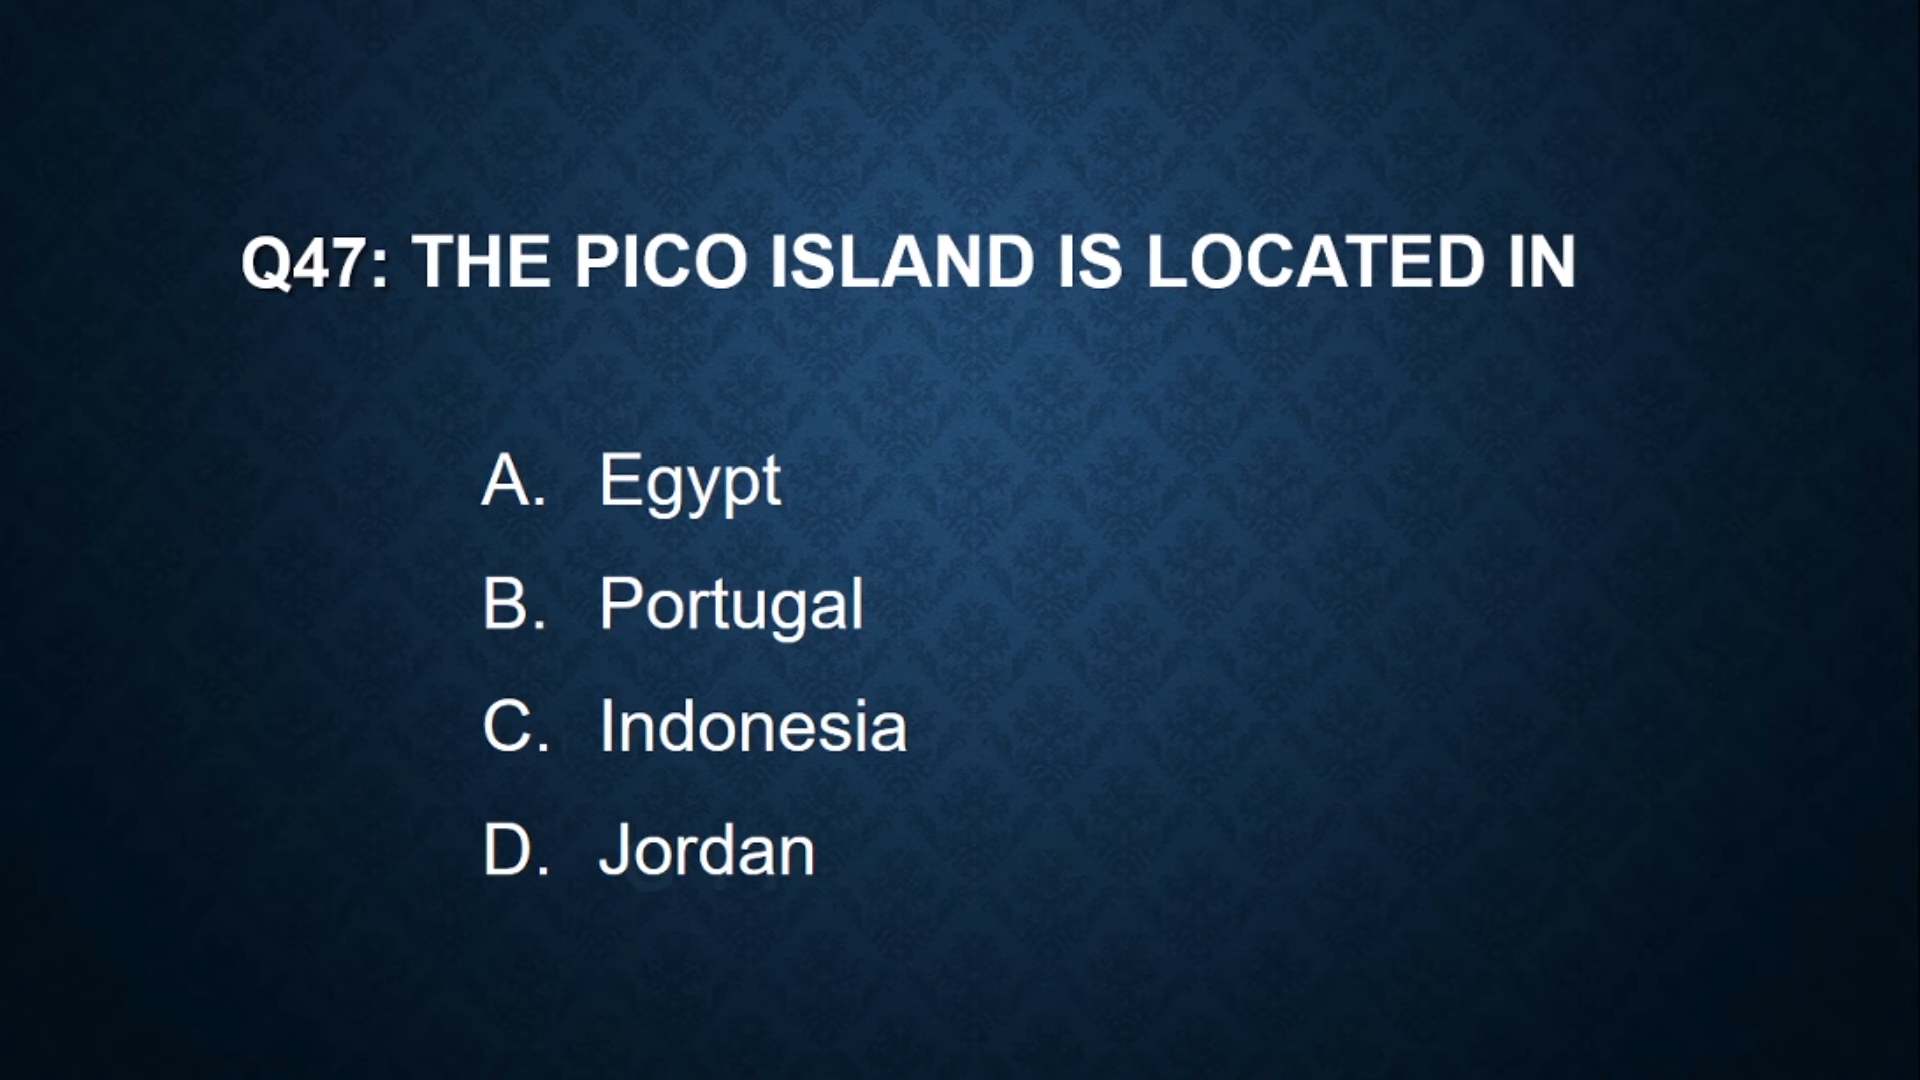 Q47: THE PICO ISLAND IS LOCATED IN
A. Egypt
B. Portugal
C. Indonesia
D. Jordan